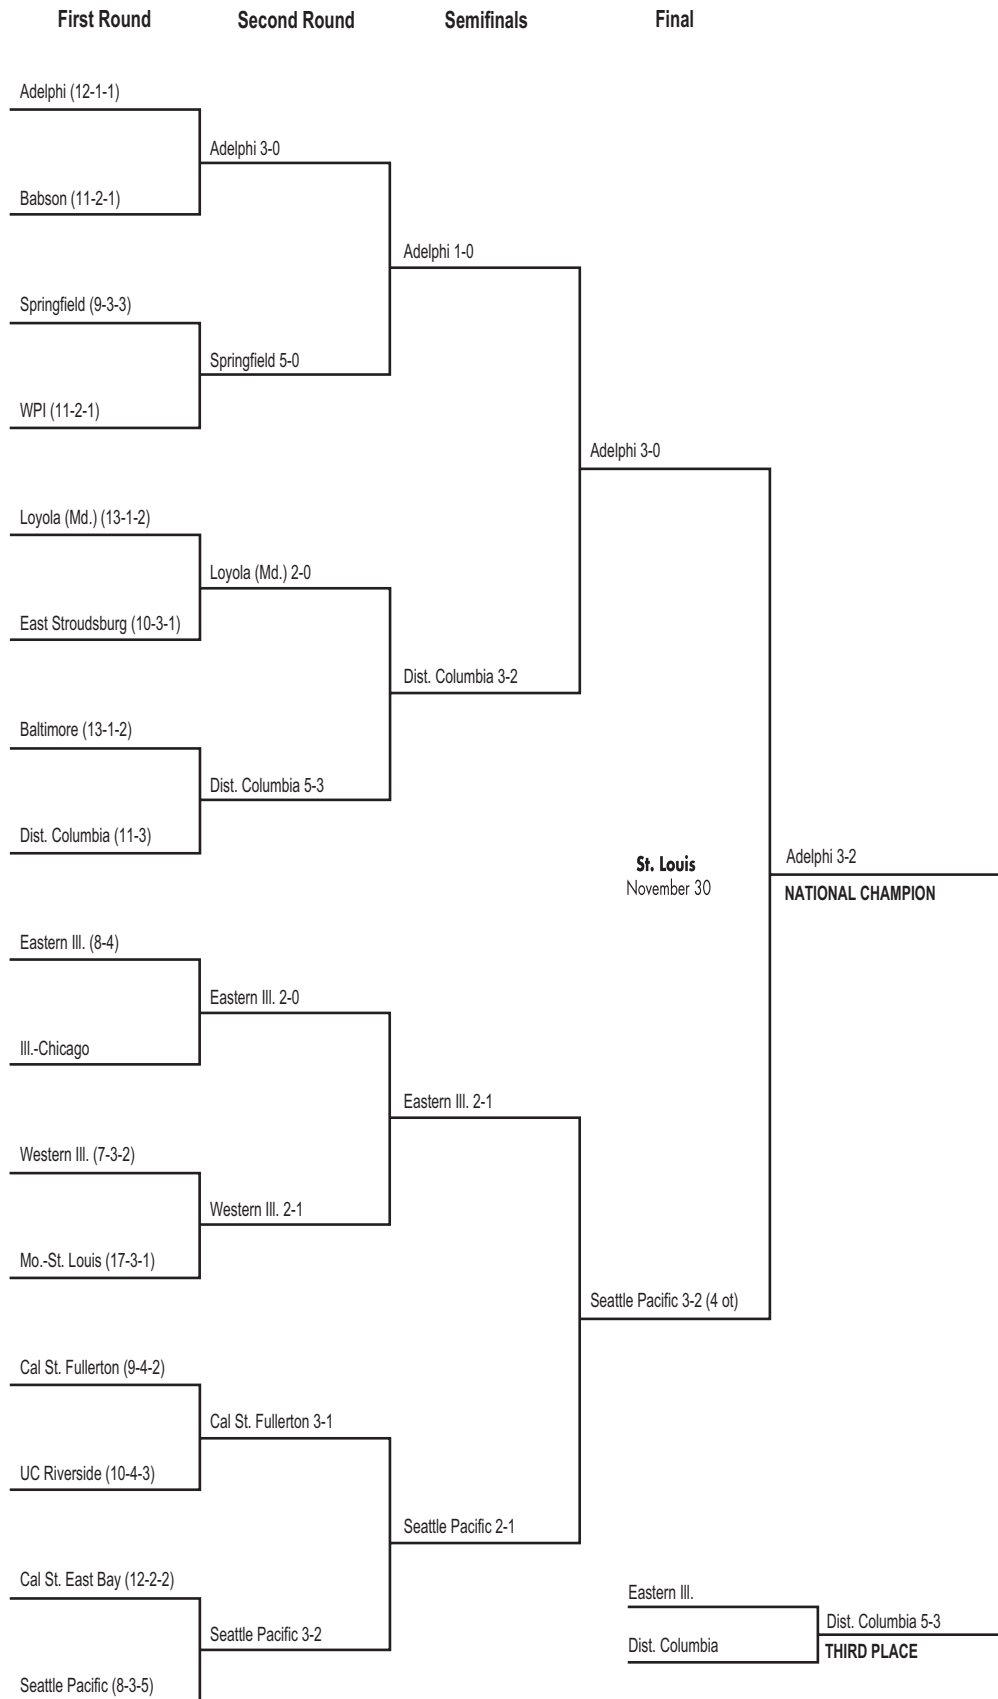 First Round
Second Round
Semifinals
Final
Adelphi (12-1-1)
Adelphi 3-0
Babson (11-2-1)
Adelphi 1-0
Springfield (9-3-3)
Springfield 5-0
WPI (11-2-1)
Adelphi 3-0
Loyola (Md.) (13-1-2)
Loyola (Md.) 2-0
East Stroudsburg (10-3-1)
Dist. Columbia 3-2
Baltimore (13-1-2)
Dist. Columbia 5-3
Dist. Columbia (11-3)
St. Louis
November 30
Adelphi 3-2
NATIONAL CHAMPION
Eastern Ill. (8-4)
Eastern Ill. 2-0
Ill.-Chicago
Eastern Ill. 2-1
Western Ill. (7-3-2)
Western Ill. 2-1
Mo.-St. Louis (17-3-1)
Seattle Pacific 3-2 (4 ot)
Cal St. Fullerton (9-4-2)
Cal St. Fullerton 3-1
UC Riverside (10-4-3)
Seattle Pacific 2-1
Cal St. East Bay (12-2-2)
Seattle Pacific 3-2
Seattle Pacific (8-3-5)
Eastern Ill.
Dist. Columbia 5-3
Dist. Columbia
THIRD PLACE